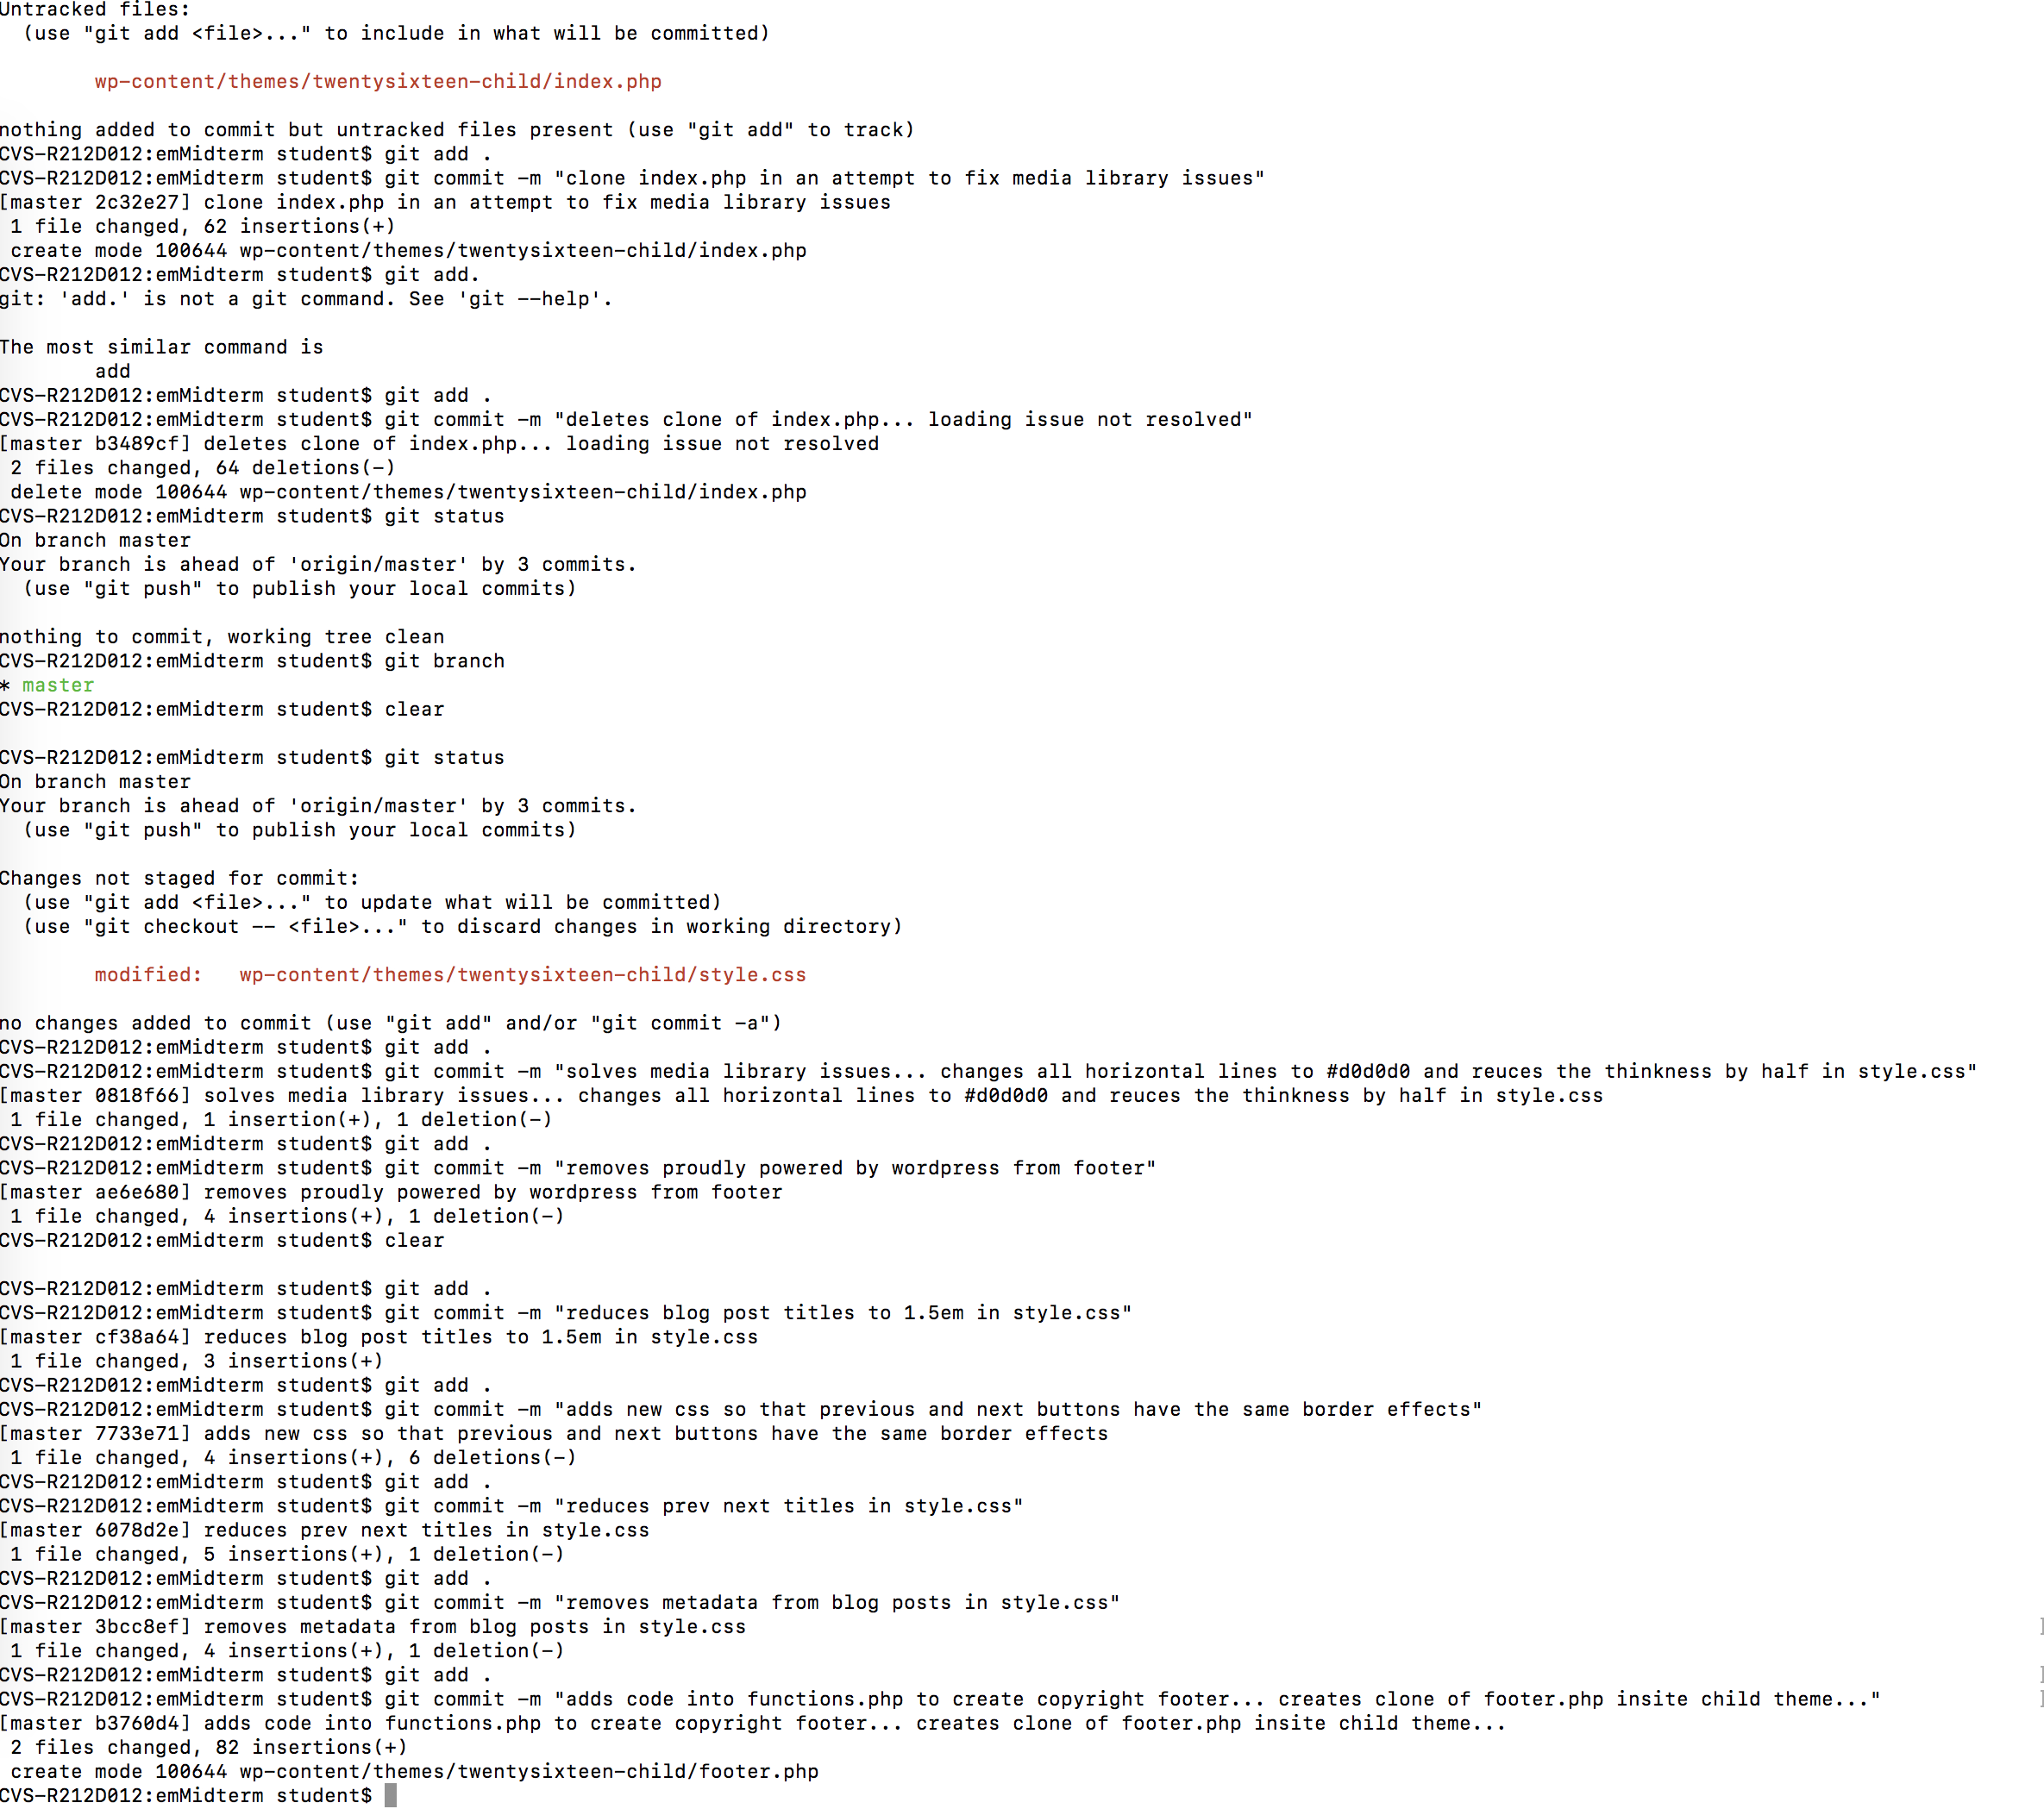 Untracked files:
  (use "git add <file>..." to include in what will be committed)

        wp-content/themes/twentysixteen-child/index.php

nothing added to commit but untracked files present (use "git add" to track)
CVS-R212D012:emMidterm student$ git add .
CVS-R212D012:emMidterm student$ git commit -m "clone index.php in an attempt to fix media library issues"
[master 2c32e27] clone index.php in an attempt to fix media library issues
 1 file changed, 62 insertions(+)
 create mode 100644 wp-content/themes/twentysixteen-child/index.php
CVS-R212D012:emMidterm student$ git add.
git: 'add.' is not a git command. See 'git --help'.

The most similar command is
        add
CVS-R212D012:emMidterm student$ git add .
CVS-R212D012:emMidterm student$ git commit -m "deletes clone of index.php... loading issue not resolved"
[master b3489cf] deletes clone of index.php... loading issue not resolved
 2 files changed, 64 deletions(-)
 delete mode 100644 wp-content/themes/twentysixteen-child/index.php
CVS-R212D012:emMidterm student$ git status
On branch master
Your branch is ahead of 'origin/master' by 3 commits.
  (use "git push" to publish your local commits)

nothing to commit, working tree clean
CVS-R212D012:emMidterm student$ git branch
* master
CVS-R212D012:emMidterm student$ clear

CVS-R212D012:emMidterm student$ git status
On branch master
Your branch is ahead of 'origin/master' by 3 commits.
  (use "git push" to publish your local commits)

Changes not staged for commit:
  (use "git add <file>..." to update what will be committed)
  (use "git checkout -- <file>..." to discard changes in working directory)

        modified:   wp-content/themes/twentysixteen-child/style.css

no changes added to commit (use "git add" and/or "git commit -a")
CVS-R212D012:emMidterm student$ git add .
CVS-R212D012:emMidterm student$ git commit -m "solves media library issues... changes all horizontal lines to #d0d0d0 and reuces the thinkness by half in style.css"
[master 0818f66] solves media library issues... changes all horizontal lines to #d0d0d0 and reuces the thinkness by half in style.css
 1 file changed, 1 insertion(+), 1 deletion(-)
CVS-R212D012:emMidterm student$ git add .
CVS-R212D012:emMidterm student$ git commit -m "removes proudly powered by wordpress from footer"
[master ae6e680] removes proudly powered by wordpress from footer
 1 file changed, 4 insertions(+), 1 deletion(-)
CVS-R212D012:emMidterm student$ clear

CVS-R212D012:emMidterm student$ git add .
CVS-R212D012:emMidterm student$ git commit -m "reduces blog post titles to 1.5em in style.css"
[master cf38a64] reduces blog post titles to 1.5em in style.css
 1 file changed, 3 insertions(+)
CVS-R212D012:emMidterm student$ git add .
CVS-R212D012:emMidterm student$ git commit -m "adds new css so that previous and next buttons have the same border effects"
[master 7733e71] adds new css so that previous and next buttons have the same border effects
 1 file changed, 4 insertions(+), 6 deletions(-)
CVS-R212D012:emMidterm student$ git add .
CVS-R212D012:emMidterm student$ git commit -m "reduces prev next titles in style.css"
[master 6078d2e] reduces prev next titles in style.css
 1 file changed, 5 insertions(+), 1 deletion(-)
CVS-R212D012:emMidterm student$ git add .
CVS-R212D012:emMidterm student$ git commit -m "removes metadata from blog posts in style.css"
[master 3bcc8ef] removes metadata from blog posts in style.css
 1 file changed, 4 insertions(+), 1 deletion(-)
CVS-R212D012:emMidterm student$ git add .
CVS-R212D012:emMidterm student$ git commit -m "adds code into functions.php to create copyright footer... creates clone of footer.php insite child theme..."
[master b3760d4] adds code into functions.php to create copyright footer... creates clone of footer.php insite child theme...
 2 files changed, 82 insertions(+)
 create mode 100644 wp-content/themes/twentysixteen-child/footer.php
CVS-R212D012:emMidterm student$